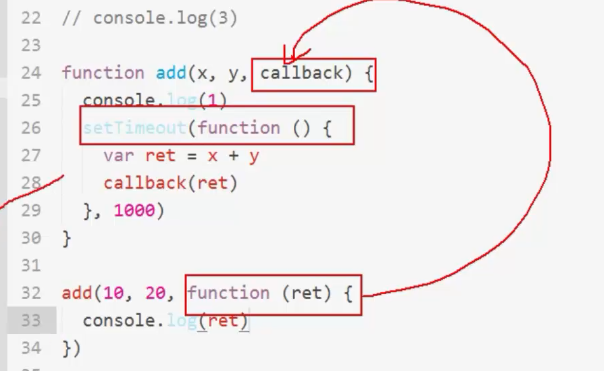 22 // console.log(3)
23
24 function add(x, y, callback) {
25 console.log(1)
26 setTimeout(function () {
27 var ret = x + y
28 callback(ret)
29 }, 1000)
30 }
31
32 add(10, 20, function (ret) {
33 console.log(ret)
34 })